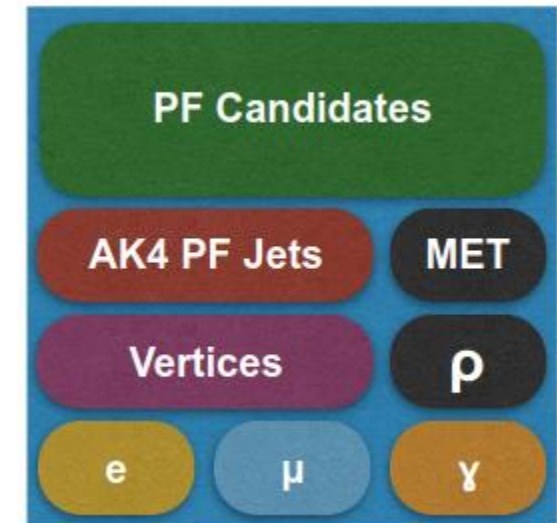 PF Candidates
AK4 PF Jets MET
Vertices ρ
e μ γ